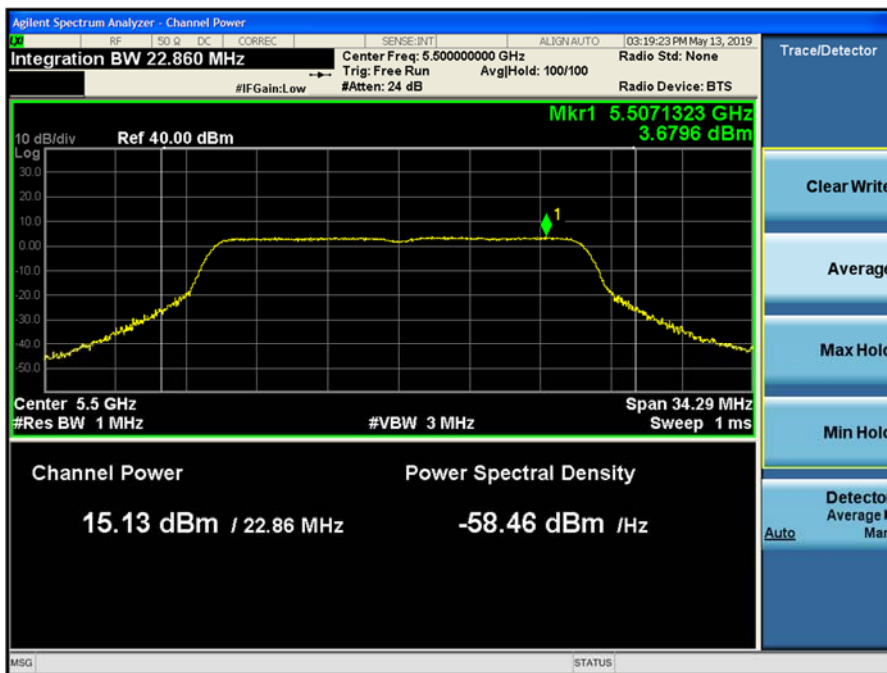 Agilent Spectrum Analyzer - Channel Power
LXI RF 50 Ω DC CORREC SENSE:INT ALIGN AUTO 03:19:23 PM May 13, 2019
Integration BW 22.860 MHz
Center Freq: 5.500000000 GHz
Radio Std: None
Trig: Free Run Avg|Hold: 100/100
#IFGain:Low
#Atten: 24 dB
Radio Device: BTS
Mkr1 5.5071323 GHz
3.6796 dBm
10 dB/div Ref 40.00 dBm
Log
30.0
20.0
10.0
0.00
-10.0
-20.0
-30.0
-40.0
-50.0
1
Center 5.5 GHz Span 34.29 MHz
#Res BW 1 MHz #VBW 3 MHz Sweep 1 ms
Channel Power
Power Spectral Density
15.13 dBm / 22.86 MHz
-58.46 dBm /Hz
MSG STATUS
Trace/Detector
Clear Write
Average
Max Hold
Min Hold
Detecto
Average
Auto Man